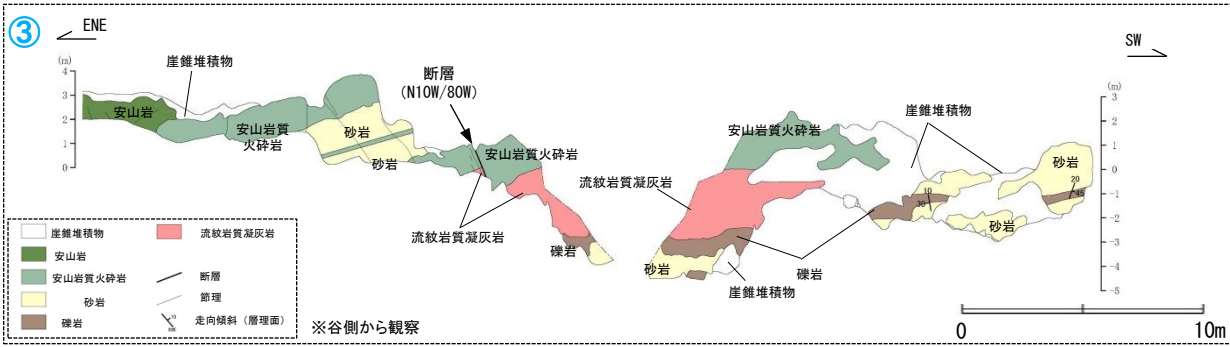 ③
ENE
SW
(m)
4
3
2
1
0
崖錐堆積物
安山岩
安山岩質
火砕岩
砂岩
砂岩
断層
(N10W/80W)
安山岩質火砕岩
流紋岩質凝灰岩
礫岩
安山岩質火砕岩
流紋岩質凝灰岩
砂岩
崖錐堆積物
礫岩
崖錐堆積物
砂岩
砂岩
10
30
20
45
(m)
3
2
1
0
-1
-2
-3
-4
-5
崖錐堆積物
流紋岩質凝灰岩
安山岩
安山岩質火砕岩
断層
砂岩
節理
礫岩
走向傾斜（層理面）
※谷側から観察
0
10m